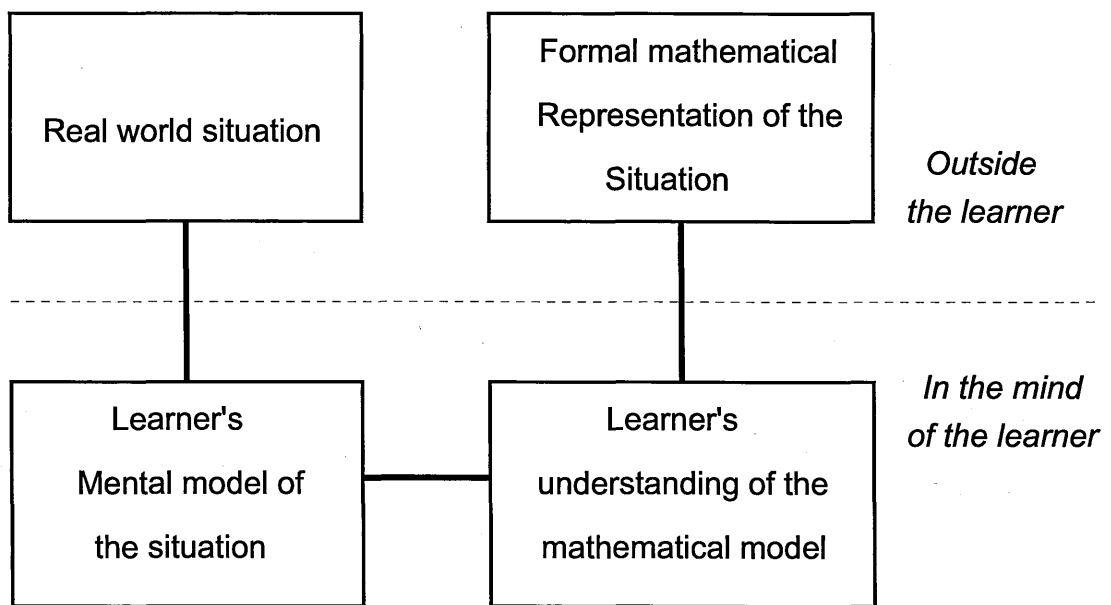 Real world situation
Formal mathematical
Representation of the
Situation
Outside
the learner
Learner's
Mental model of
the situation
Learner's
understanding of the
mathematical model
In the mind
of the learner